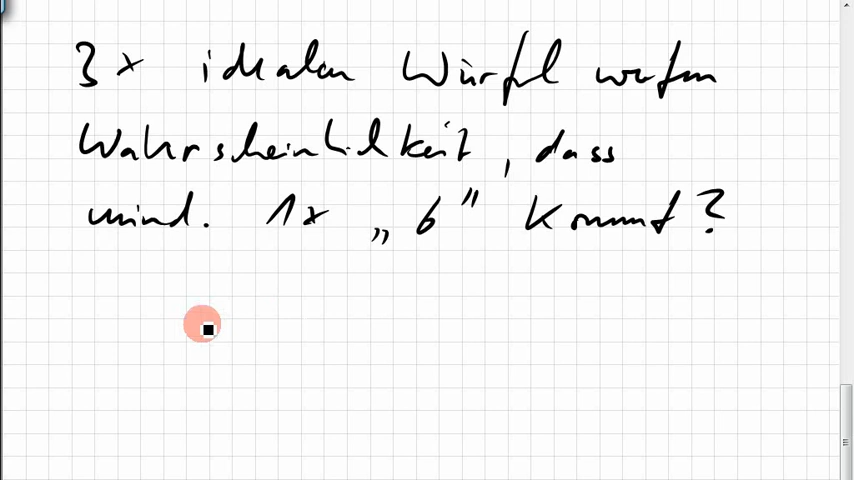 3x idealen Würfel werfen
Wahrscheinlichkeit, dass
mind. 1x „6" kommt?